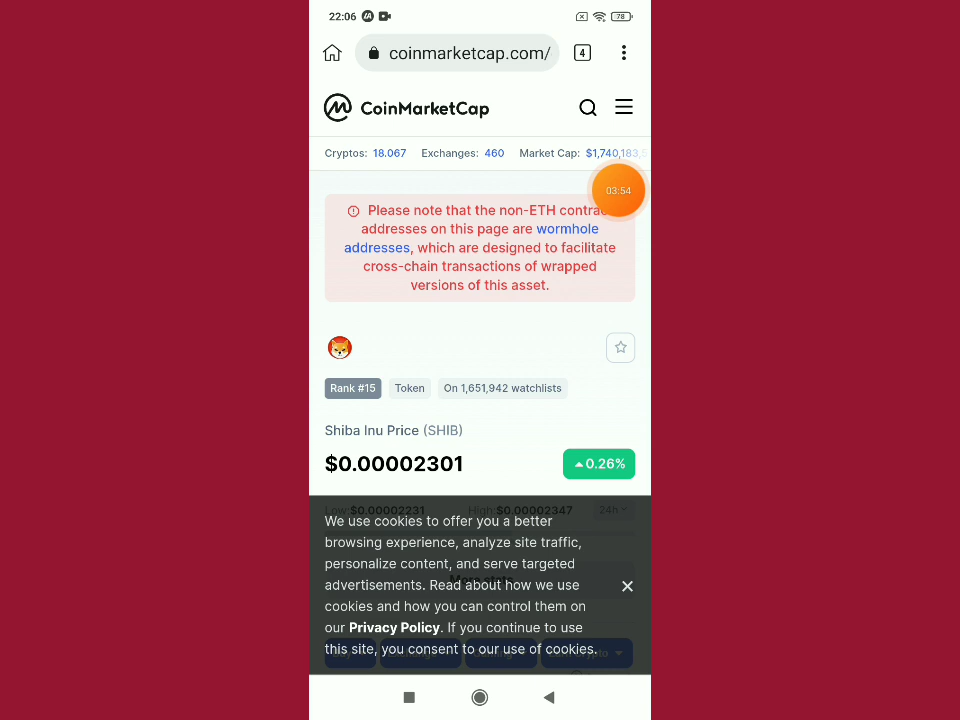 22:06
78
coinmarketcap.com/
4
CoinMarketCap
Cryptos: 18.067 Exchanges: 460 Market Cap: $1,740,183,5
03:54
Please note that the non-ETH contrac
addresses on this page are wormhole
addresses, which are designed to facilitate
cross-chain transactions of wrapped
versions of this asset.
Rank #15 Token On 1,651,942 watchlists
Shiba Inu Price (SHIB)
$0.00002301 0.26%
Low:$0.00002231 High:$0.00002347 24h
We use cookies to offer you a better
browsing experience, analyze site traffic,
personalize content, and serve targeted
advertisements. Read about how we use
cookies and how you can control them on
our Privacy Policy. If you continue to use
this site, you consent to our use of cookies.